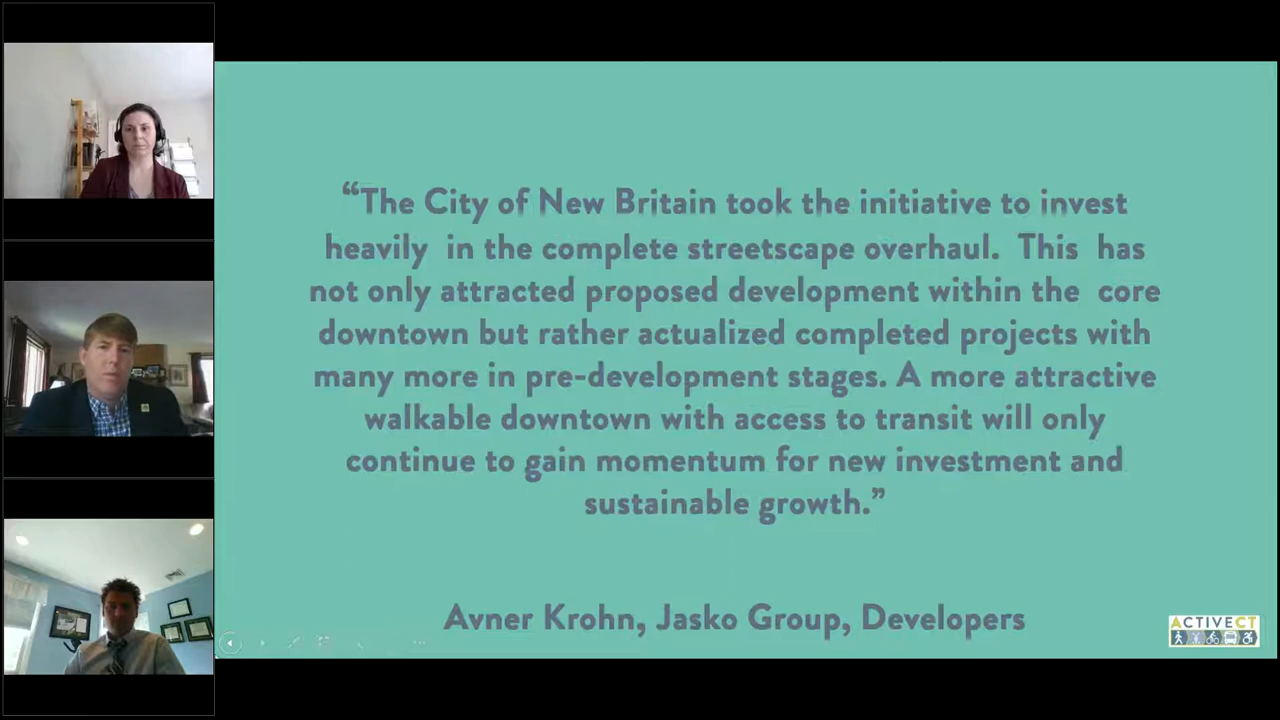 “The City of New Britain took the initiative to invest
heavily in the complete streetscape overhaul. This has
not only attracted proposed development within the core
downtown but rather actualized completed projects with
many more in pre-development stages. A more attractive
walkable downtown with access to transit will only
continue to gain momentum for new investment and
sustainable growth.”
Avner Krohn, Jasko Group, Developers
ACTIVECT